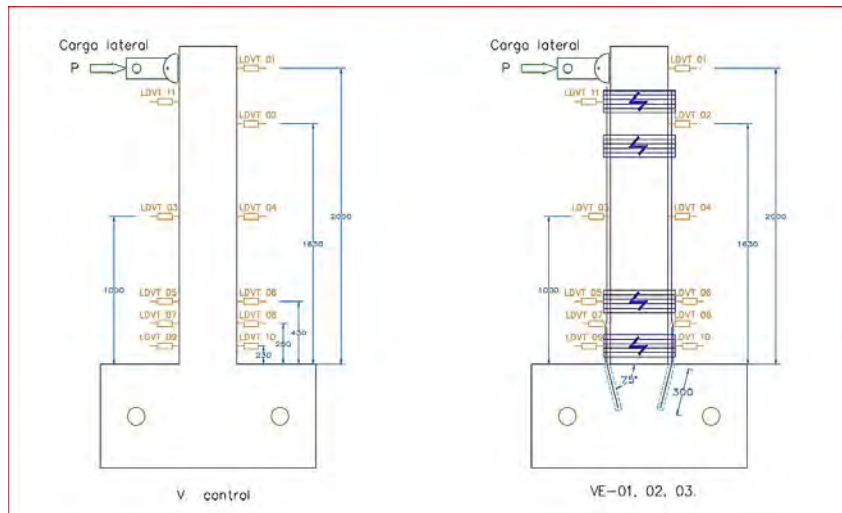 Carga lateral
P
LDVT 01
LDVT 11
LDVT 02
LDVT 03
LDVT 04
2000
1630
1000
LDVT 05
LDVT 06
LDVT 07
LDVT 08
LDVT 09
LDVT 10
430
230
V. control
Carga lateral
P
LDVT 01
LDVT 11
LDVT 02
LDVT 03
LDVT 04
2000
1630
1000
LDVT 05
LDVT 06
LDVT 07
LDVT 08
LDVT 09
LDVT 10
75°
300
VE-01, 02, 03.